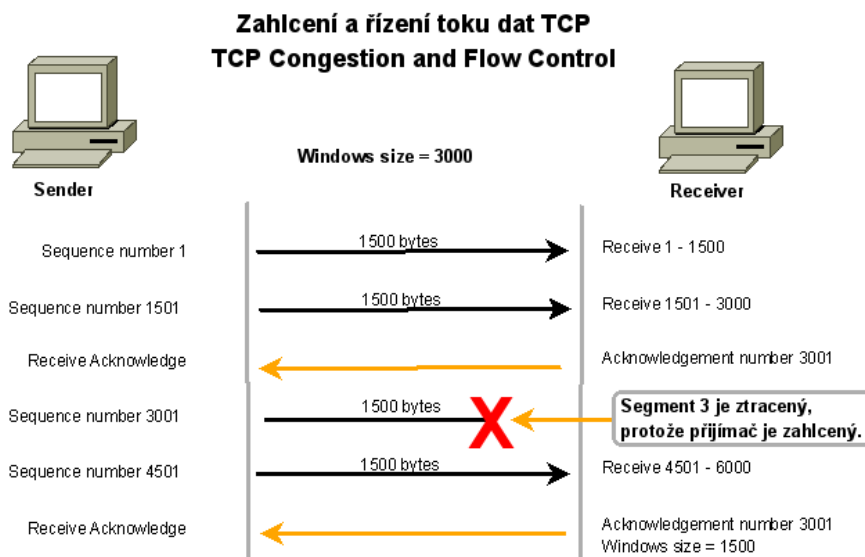 Zahlcení a řízení toku dat TCP
TCP Congestion and Flow Control
Windows size = 3000
Sender
Receiver
Sequence number 1
1500 bytes
Receive 1 - 1500
Sequence number 1501
1500 bytes
Receive 1501 - 3000
Receive Acknowledge
Acknowledgement number 3001
Sequence number 3001
1500 bytes
Segment 3 je ztracený,
protože přijímač je zahlcený.
Sequence number 4501
1500 bytes
Receive 4501 - 6000
Receive Acknowledge
Acknowledgement number 3001
Windows size = 1500